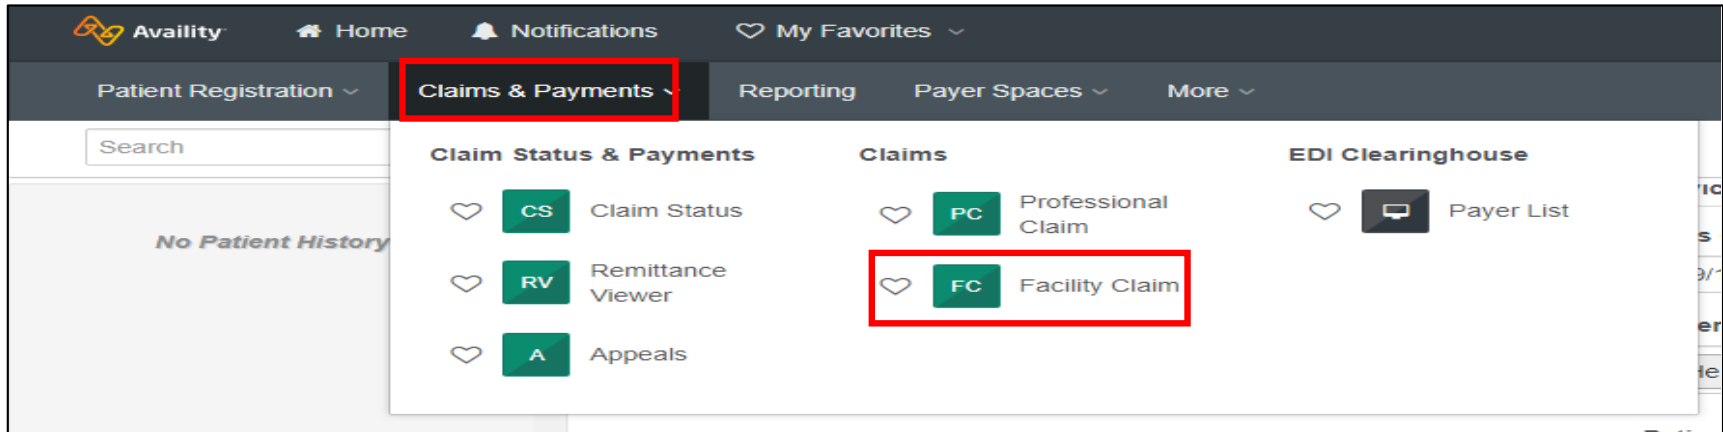 Availity Home Notifications My Favorites
Patient Registration Claims & Payments Reporting Payer Spaces More
Search
Claim Status & Payments
CS Claim Status
RV Remittance
Viewer
A Appeals
Claims
PC Professional
Claim
FC Facility Claim
EDI Clearinghouse
Payer List
No Patient History